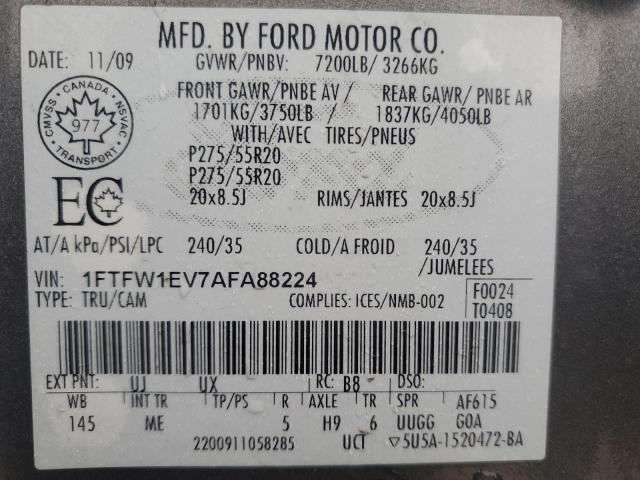 MFD. BY FORD MOTOR CO.
DATE: 11/09 GVWR/PNBV: 7200LB/ 3266KG
FRONT GAWR/PNBE AV / REAR GAWR/ PNBE AR
1701KG/3750LB 1837KG/4050LB
WITH/AVEC TIRES/PNEUS
CMVSS • CANADA • NSVAC
977
TRANSPORT
P275/55R20
P275/55R20
20x8.5J RIMS/JANTES 20x8.5J
EC
AT/A kPa/PSI/LPC 240/35 COLD/A FROID 240/35
/JUMELEES
VIN: 1FTFW1EV7AFA88224
TYPE: TRU/CAM COMPLIES: ICES/NMB-002
F0024
T0408
EXT PNT: UJ UX RC: B8 DSO:
WB INT TR TP/PS R AXLE TR SPR AF615
145 ME 5 H9 6 UUGG GOA
2200911058285 UCT ▽5U5A-1520472-BA